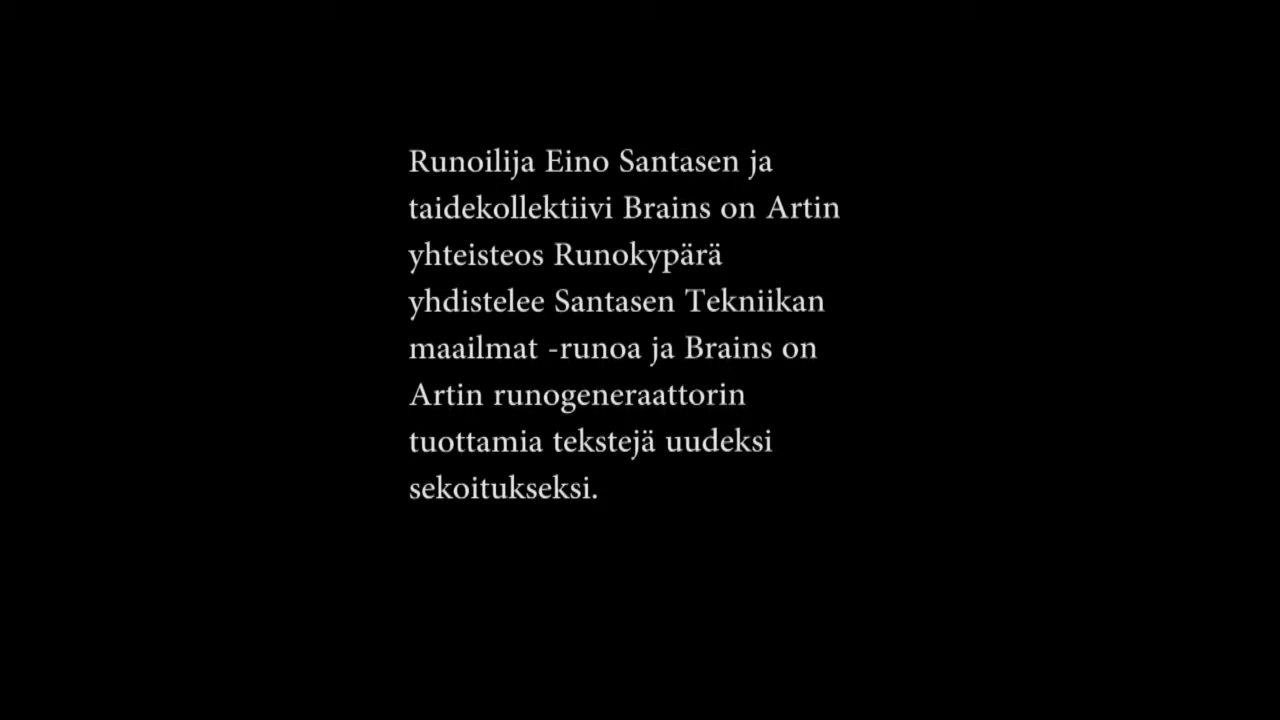 Runoilija Eino Santasen ja
taidekollektiivi Brains on Artin
yhteisteos Runokypärä
yhdistelee Santasen Tekniikan
maailmat -runoa ja Brains on
Artin runogeneraattorin
tuottamia tekstejä uudeksi
sekoitukseksi.